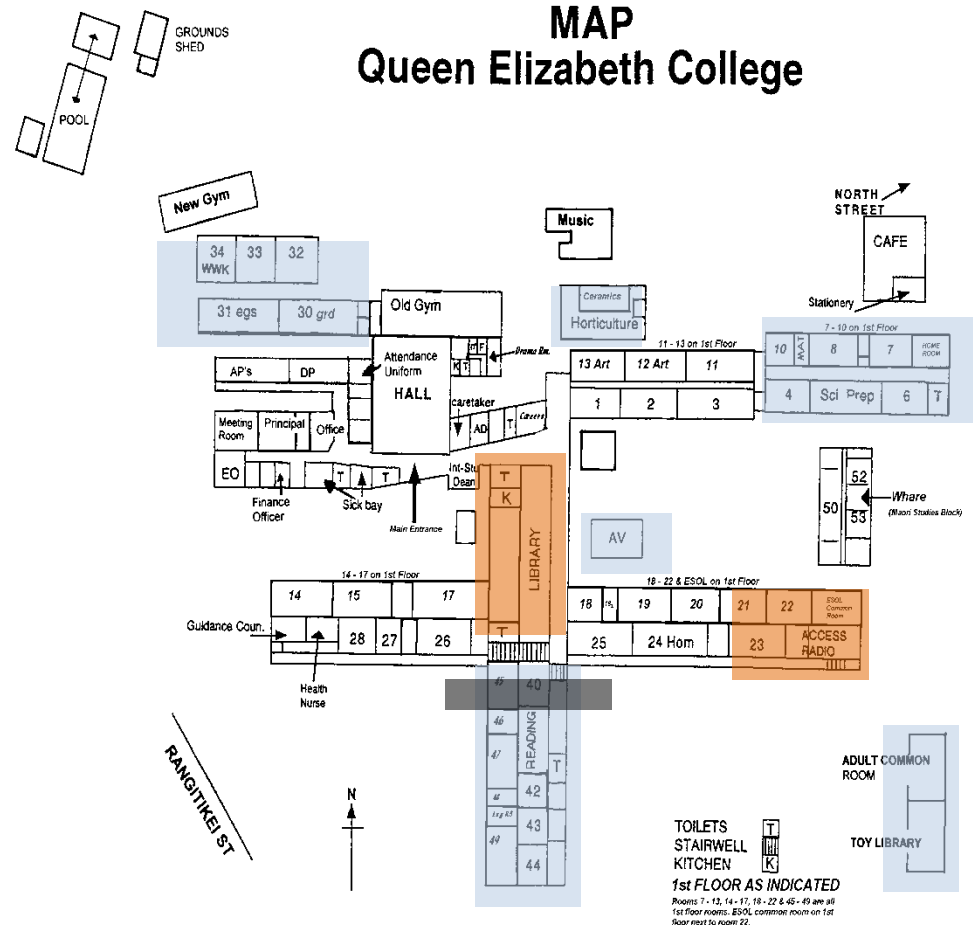 MAP
Queen Elizabeth College
GROUNDS
SHED
POOL
New Gym
Music
NORTH
STREET
CAFE
Stationery
34
WWK
33
32
31 egs
30 grd
Old Gym
Ceramics
Horticulture
7 - 10 on 1st Floor
10
MAT
8
7
HOME
ROOM
4
Sci Prep
6
T
11 - 13 on 1st Floor
13 Art
12 Art
11
1
2
3
Drama Rm.
F
K
T
AP's
DP
Attendance
Uniform
HALL
caretaker
AD
T
Careers
Meeting
Room
Principal
Office
EO
T
T
Int-Stu
Dean
Finance
Officer
Sick bay
Main Entrance
T
K
LIBRARY
T
AV
50
52
53
Whare
(Maori Studies Block)
14 - 17 on 1st Floor
14
15
17
Guidance Coun.
28
27
26
Health
Nurse
18 - 22 & ESOL on 1st Floor
18
19
20
21
22
ESOL
Common
Room
25
24 Hom
23
ACCESS
RADIO
45
40
46
READING
47
T
42
43
49
44
RANGITIKEI ST
N
ADULT COMMON
ROOM
TOY LIBRARY
TOILETS T
STAIRWELL
KITCHEN K
1st FLOOR AS INDICATED
Rooms 7 - 13, 14 - 17, 18 - 22 & 45 - 49 are all
1st floor rooms. ESOL common room on 1st
floor next to room 22.